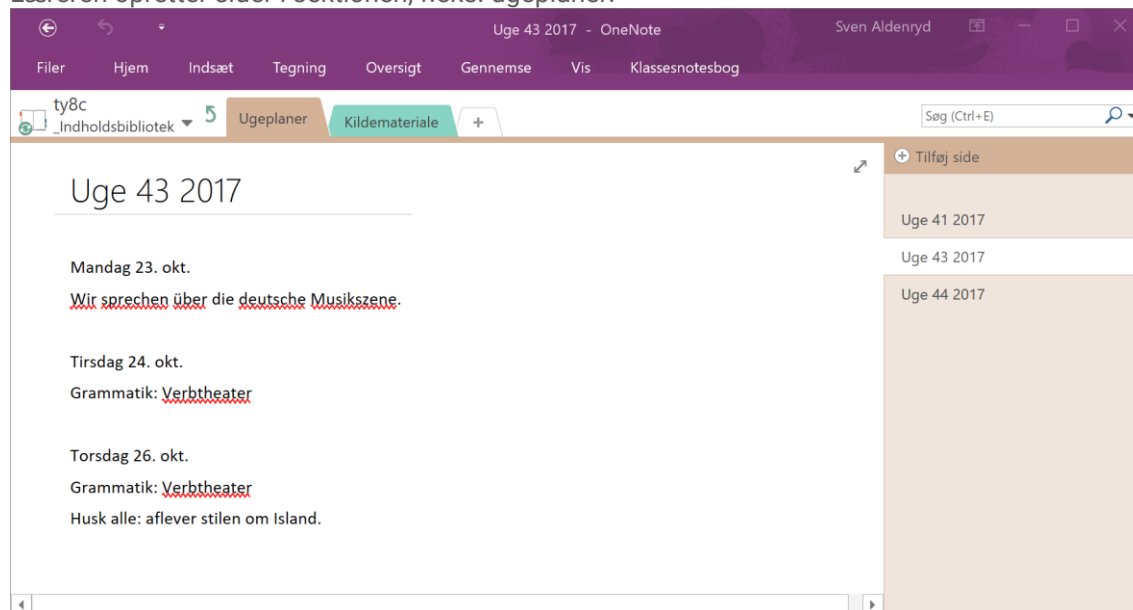 Læreren opretter sider i sektionen, f.eks. ugeplaner.
Uge 43 2017 - OneNote
Sven Aldenryd
Filer Hjem Indsæt Tegning Oversigt Gennemse Vis Klassesnotesbog
ty8c
_Indholdsbibliotek
Ugeplaner
Kildemateriale
+
Søg (Ctrl+E)
Tilføj side
Uge 43 2017
Mandag 23. okt.
Wir sprechen über die deutsche Musikszene.
Tirsdag 24. okt.
Grammatik: Verbtheater
Torsdag 26. okt.
Grammatik: Verbtheater
Husk alle: aflever stilen om Island.
Uge 41 2017
Uge 43 2017
Uge 44 2017